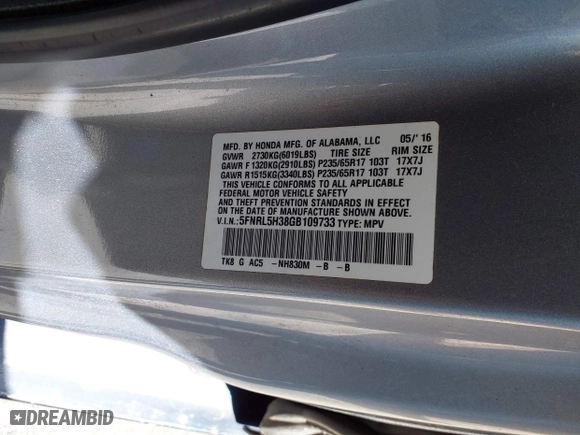 MFD. BY HONDA MFG. OF ALABAMA, LLC 05/'16
GVWR 2730KG(6019LBS) TIRE SIZE RIM SIZE
GAWR F 1320KG(2910LBS) P235/65R17 103T 17X7J
GAWR R1515KG(3340LBS) P235/65R17 103T 17X7J
THIS VEHICLE CONFORMS TO ALL APPLICABLE
FEDERAL MOTOR VEHICLE SAFETY
AND THEFT PREVENTION STANDARDS IN EFFECT
ON THE DATE OF MANUFACTURE SHOWN ABOVE.
V.I.N.: 5FNRL5H38GB109733 TYPE: MPV
TK8 G AC5 -NH830M -B -B
DREAMBID